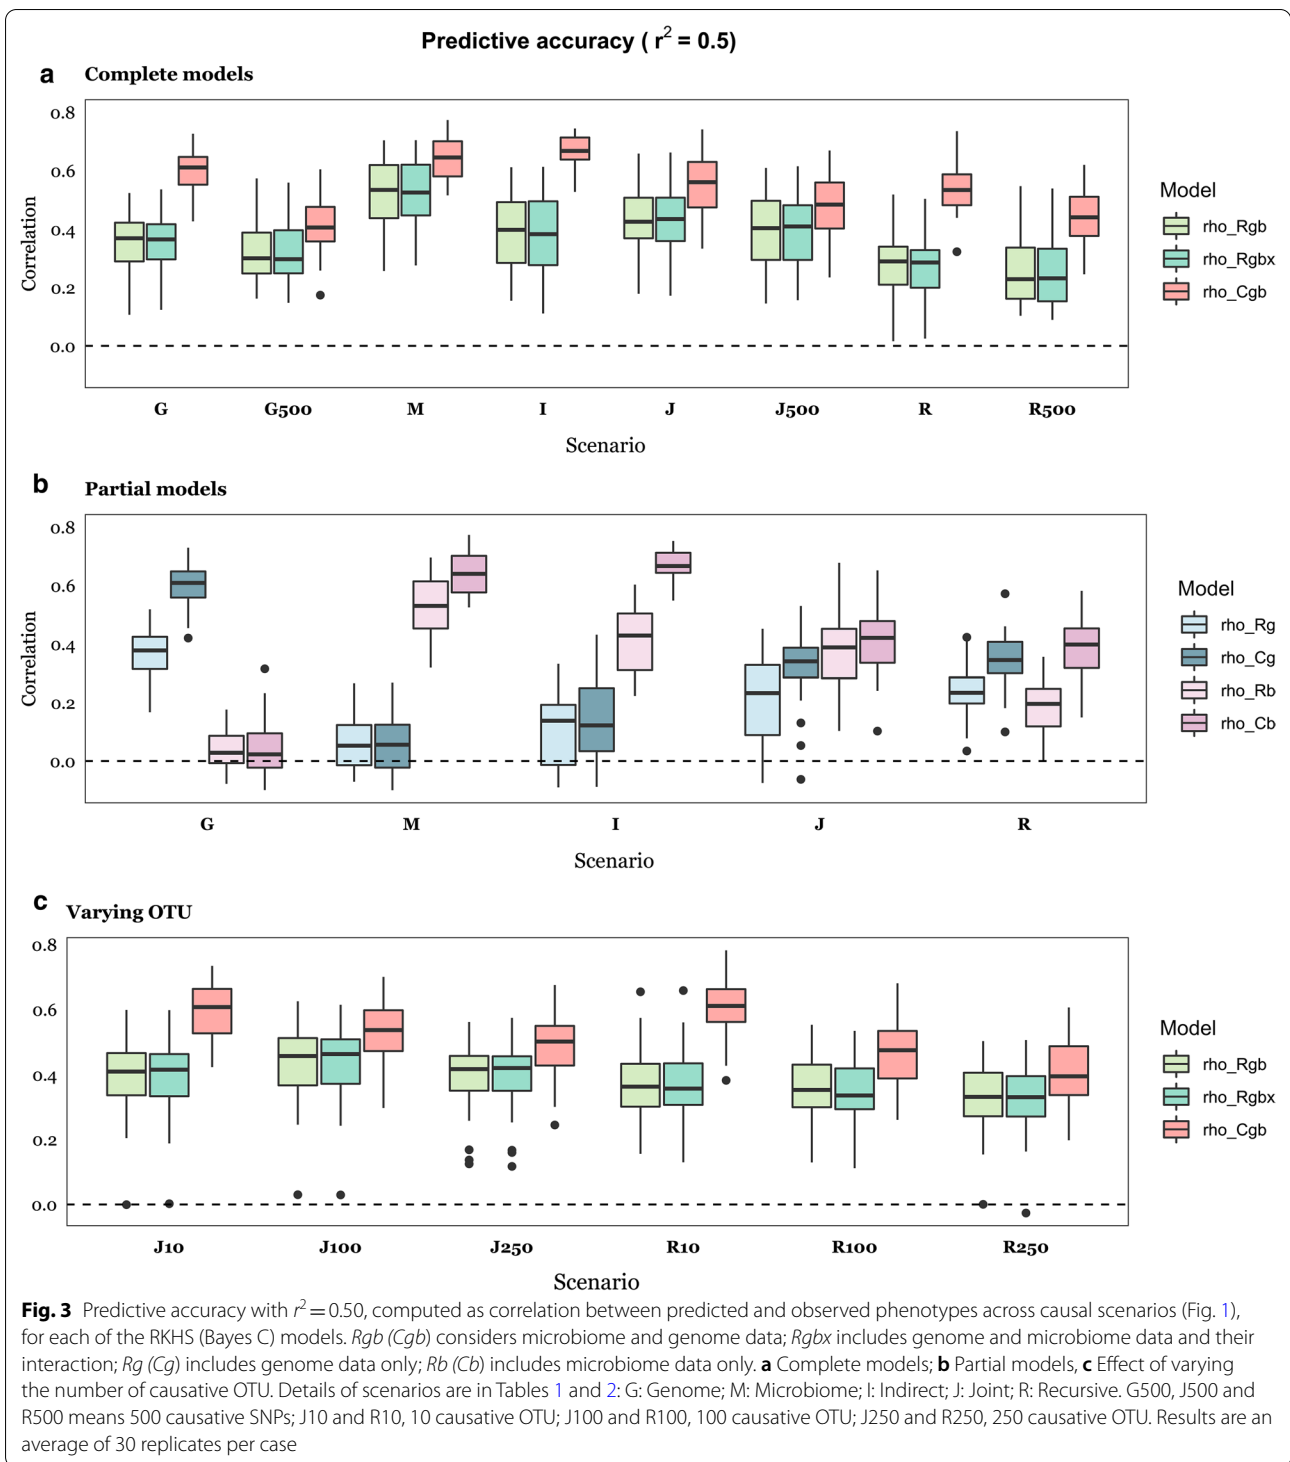 Predictive accuracy ( r² = 0.5)
a Complete models
0.8
0.6
0.4
0.2
0.0
Correlation
G G500 M I J J500 R R500
Scenario
Model
rho_Rgb
rho_Rgbx
rho_Cgb
b Partial models
0.8
0.6
0.4
0.2
0.0
Correlation
G M I J R
Scenario
Model
rho_Rg
rho_Cg
rho_Rb
rho_Cb
c Varying OTU
0.8
0.6
0.4
0.2
0.0
J10 J100 J250 R10 R100 R250
Scenario
Model
rho_Rgb
rho_Rgbx
rho_Cgb
Fig. 3 Predictive accuracy with r² = 0.50, computed as correlation between predicted and observed phenotypes across causal scenarios (Fig. 1),
for each of the RKHS (Bayes C) models. Rgb (Cgb) considers microbiome and genome data; Rgbx includes genome and microbiome data and their
interaction; Rg (Cg) includes genome data only; Rb (Cb) includes microbiome data only. a Complete models; b Partial models, c Effect of varying
the number of causative OTU. Details of scenarios are in Tables 1 and 2: G: Genome; M: Microbiome; I: Indirect; J: Joint; R: Recursive. G500, J500 and
R500 means 500 causative SNPs; J10 and R10, 10 causative OTU; J100 and R100, 100 causative OTU; J250 and R250, 250 causative OTU. Results are an
average of 30 replicates per case